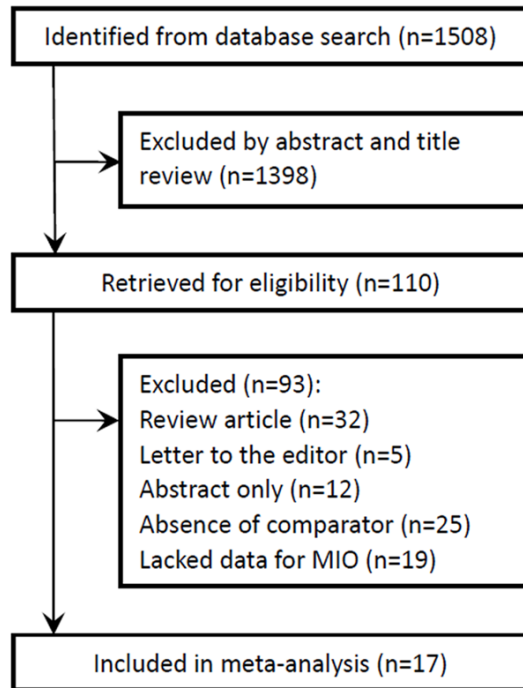 Identified from database search (n=1508)
Excluded by abstract and title
review (n=1398)
Retrieved for eligibility (n=110)
Excluded (n=93):
Review article (n=32)
Letter to the editor (n=5)
Abstract only (n=12)
Absence of comparator (n=25)
Lacked data for MIO (n=19)
Included in meta-analysis (n=17)